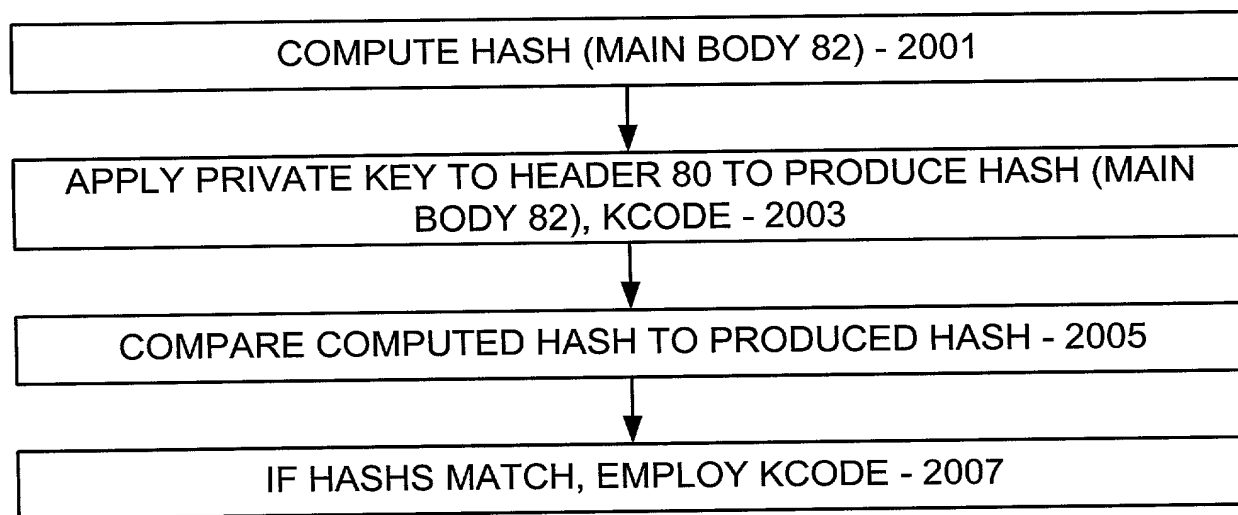 COMPUTE HASH (MAIN BODY 82) - 2001
APPLY PRIVATE KEY TO HEADER 80 TO PRODUCE HASH (MAIN
BODY 82), KCODE - 2003
COMPARE COMPUTED HASH TO PRODUCED HASH - 2005
IF HASHS MATCH, EMPLOY KCODE - 2007